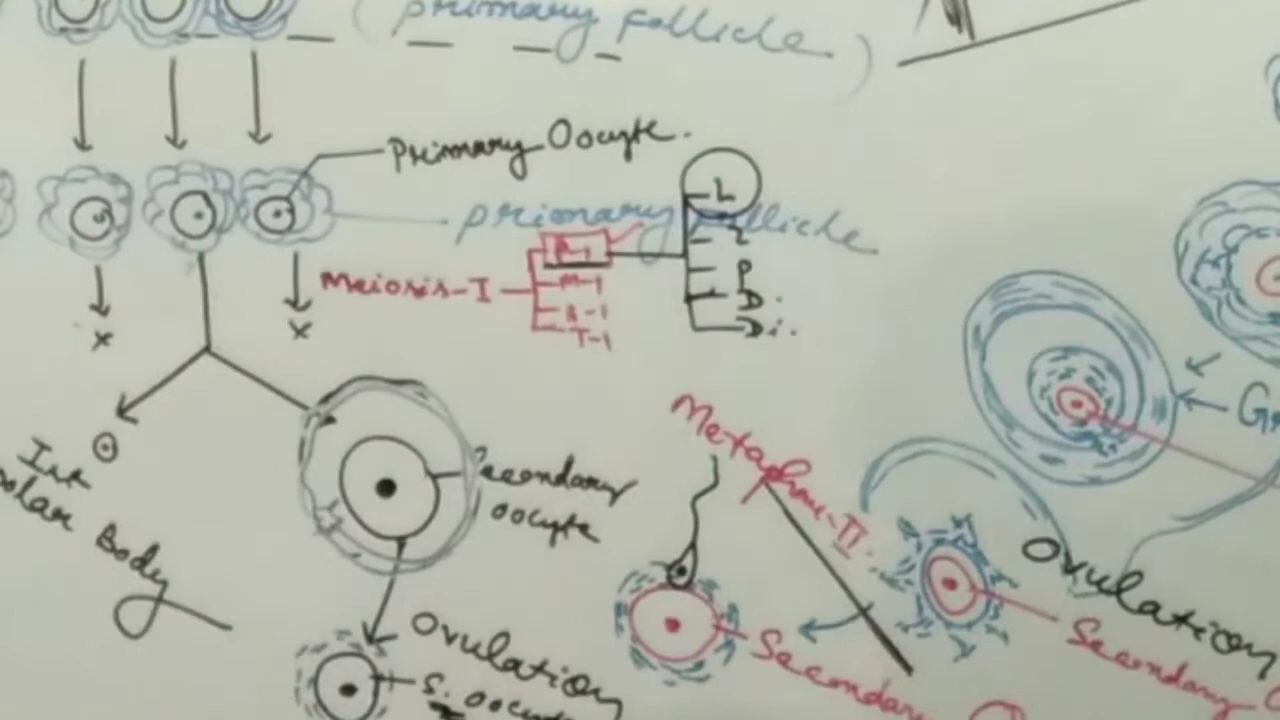 (primary follicle)
Primary Oocyte.
primary follicle
L
Z
P
D.
Di.
Meiosis-I
P-1
M-1
A-1
T-1
x
x
Ist
Polar Body
Secondary
oocyte
Metaphase-II.
Ovulation
S. oocyte
Secondary
Ovulation
Secondary